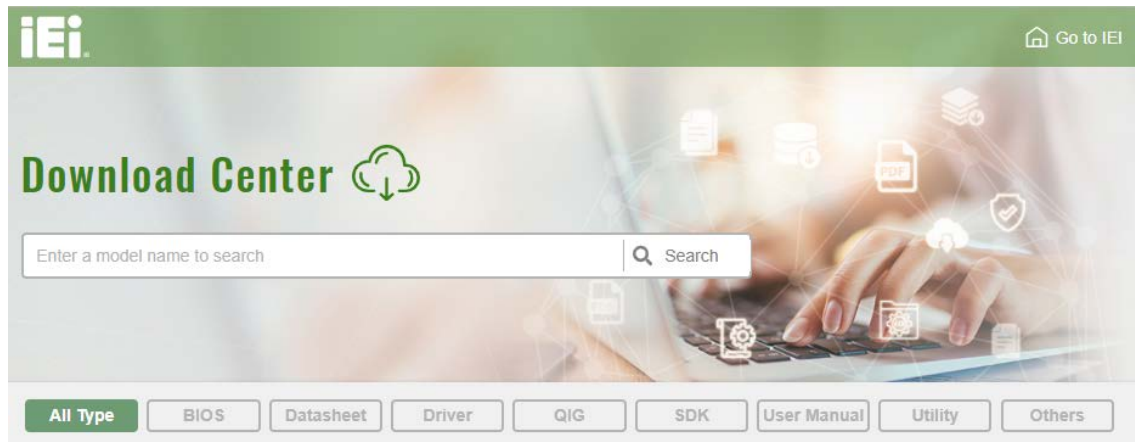 iEi.
Go to IEI
Download Center
Enter a model name to search
Search
PDF
All Type
BIOS
Datasheet
Driver
QIG
SDK
User Manual
Utility
Others